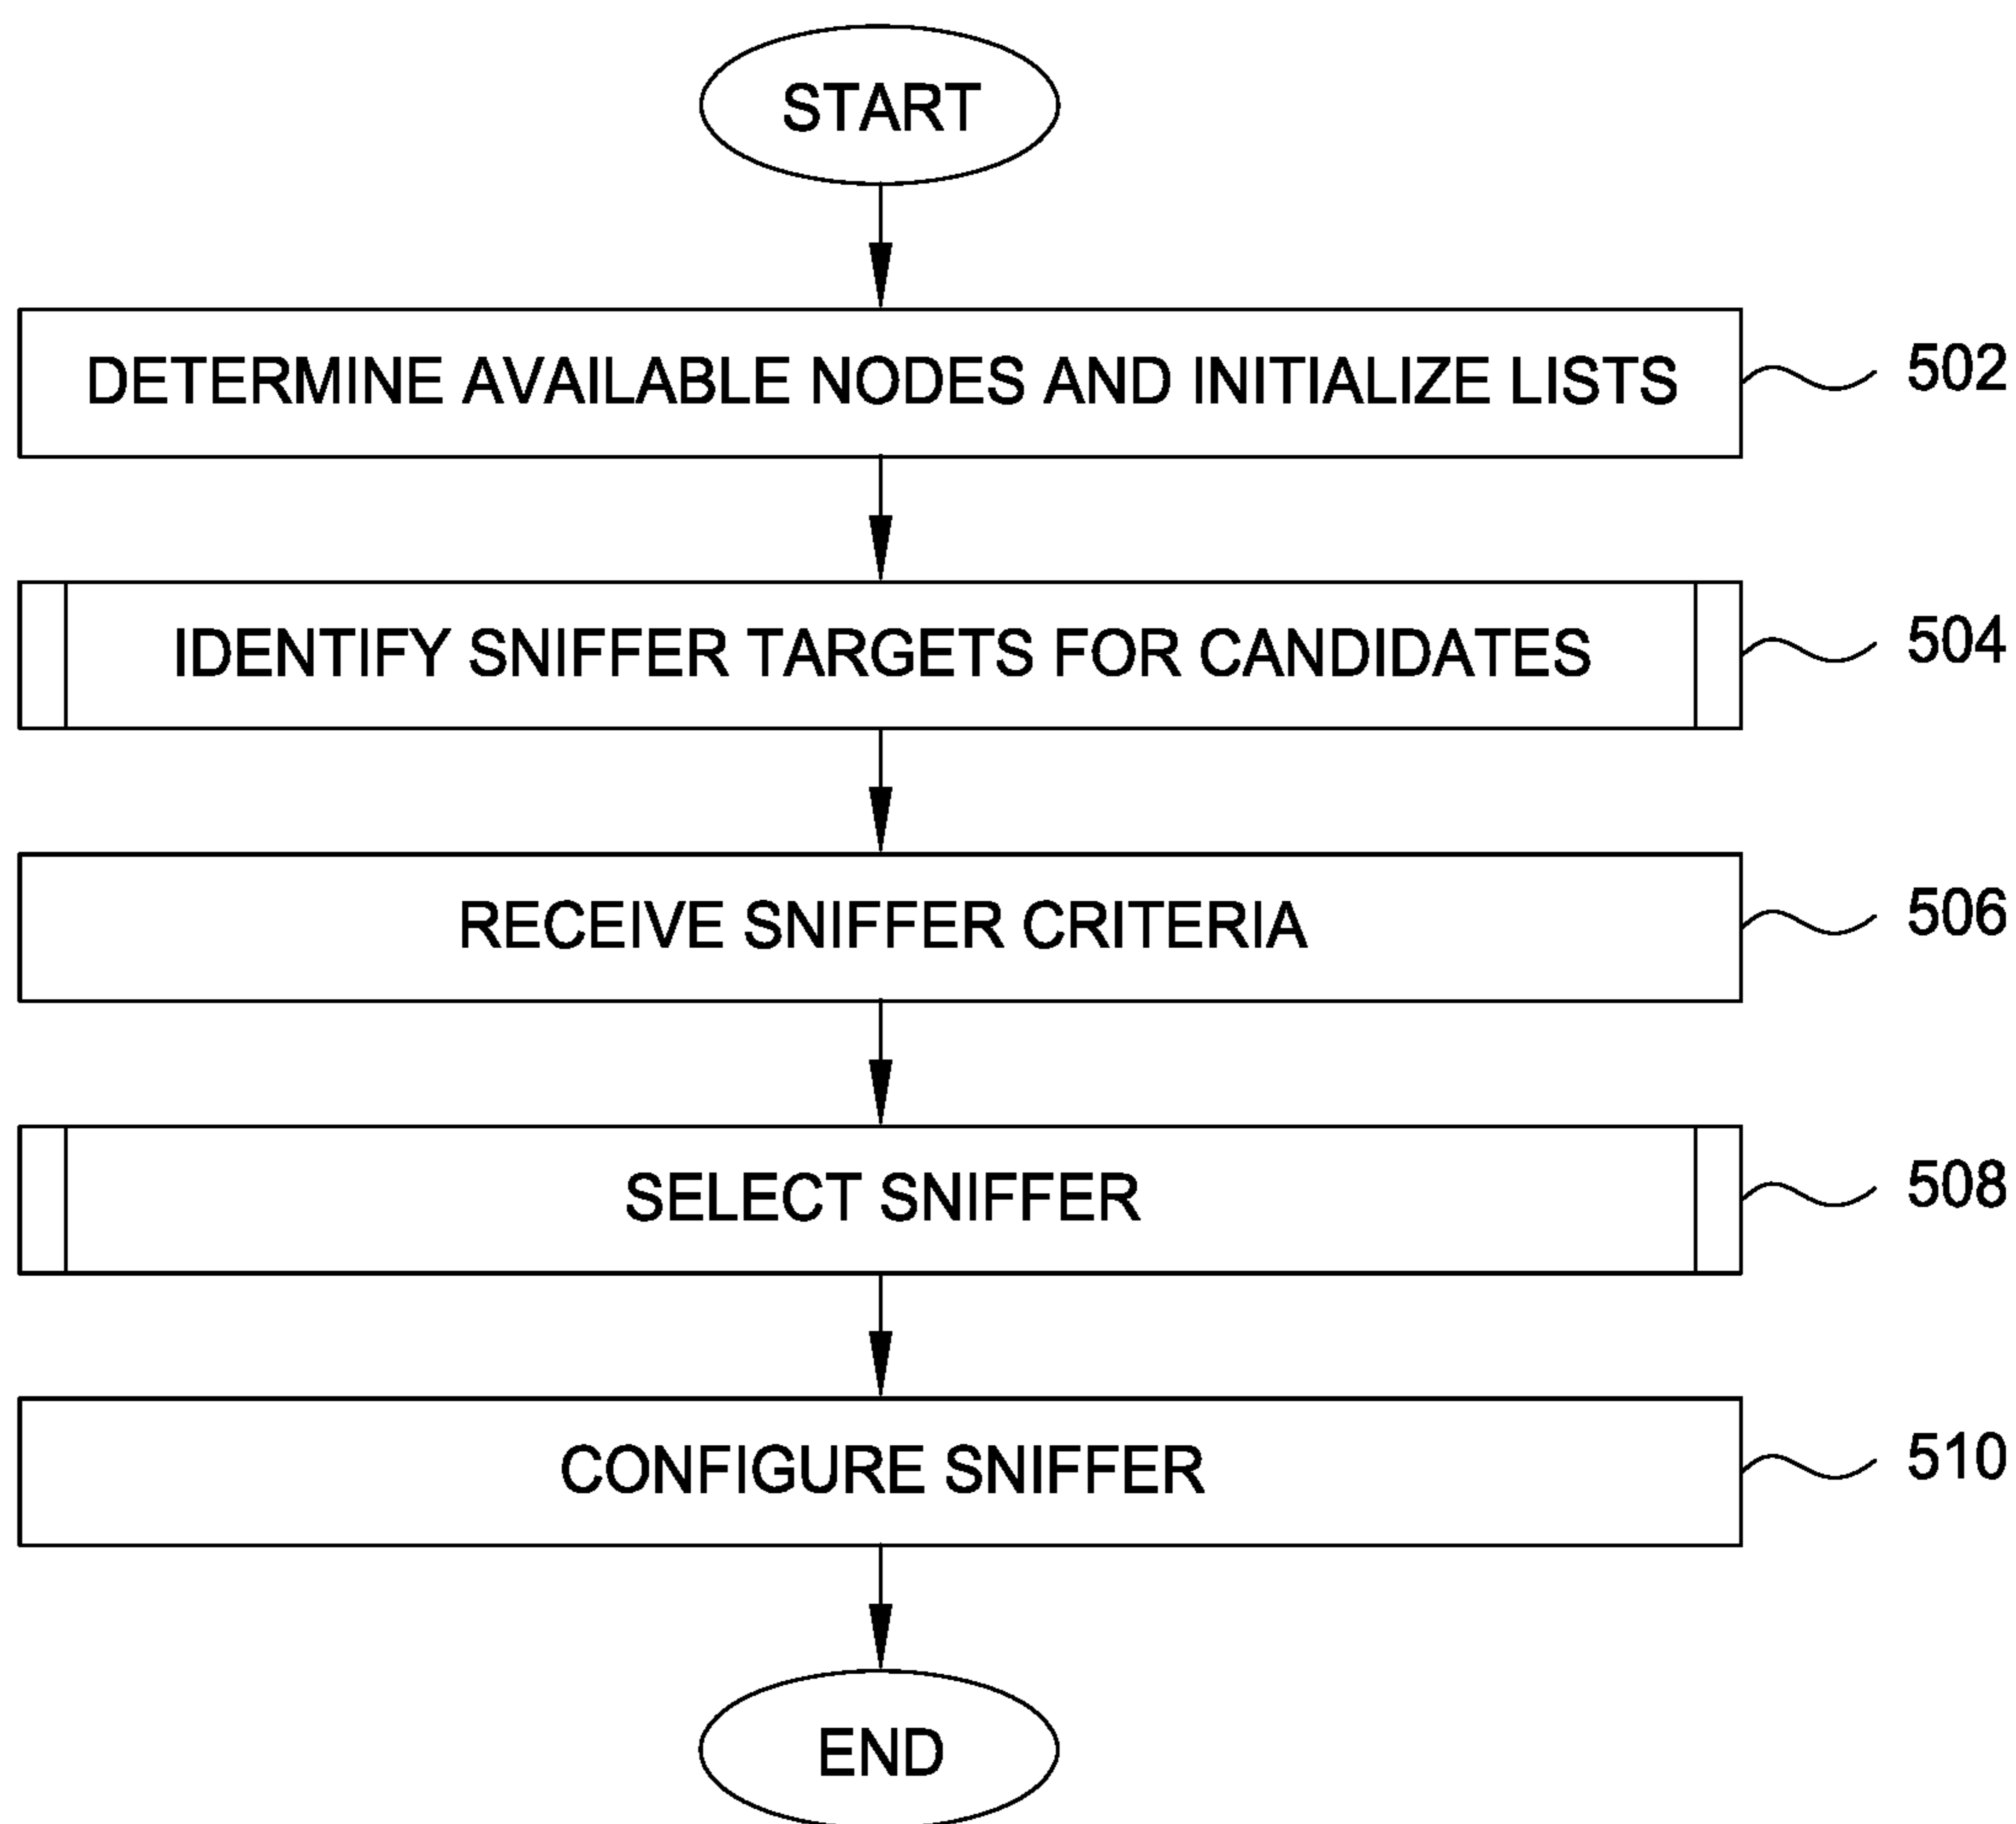 START
DETERMINE AVAILABLE NODES AND INITIALIZE LISTS
502
IDENTIFY SNIFFER TARGETS FOR CANDIDATES
504
RECEIVE SNIFFER CRITERIA
506
SELECT SNIFFER
508
CONFIGURE SNIFFER
510
END